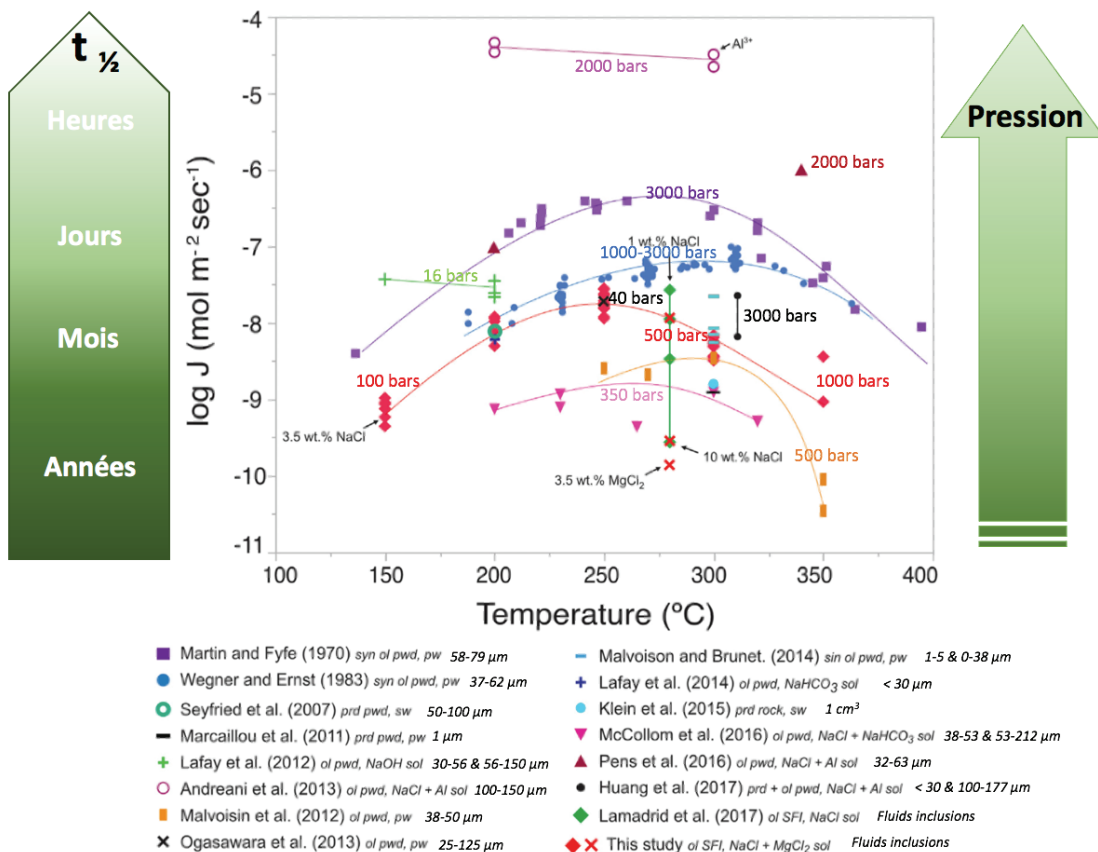 t ½
Heures
Jours
Mois
Années
Pression
log J (mol m⁻² sec⁻¹)
-4
-5
-6
-7
-8
-9
-10
-11
Al³⁺
2000 bars
2000 bars
3000 bars
1 wt.% NaCl
1000-3000 bars
16 bars
40 bars
3000 bars
500 bars
100 bars
1000 bars
350 bars
3.5 wt.% NaCl
500 bars
10 wt.% NaCl
3.5 wt.% MgCl₂
100 150 200 250 300 350 400
Temperature (ºC)
Martin and Fyfe (1970) syn ol pwd, pw 58-79 µm
Wegner and Ernst (1983) syn ol pwd, pw 37-62 µm
Seyfried et al. (2007) prd pwd, sw 50-100 µm
Marcaillou et al. (2011) prd pwd, pw 1 µm
Lafay et al. (2012) ol pwd, NaOH sol 30-56 & 56-150 µm
Andreani et al. (2013) ol pwd, NaCl + Al sol 100-150 µm
Malvoisin et al. (2012) ol pwd, pw 38-50 µm
Ogasawara et al. (2013) ol pwd, pw 25-125 µm
Malvoison and Brunet. (2014) sin ol pwd, pw 1-5 & 0-38 µm
Lafay et al. (2014) ol pwd, NaHCO₃ sol < 30 µm
Klein et al. (2015) prd rock, sw 1 cm³
McCollom et al. (2016) ol pwd, NaCl + NaHCO₃ sol 38-53 & 53-212 µm
Pens et al. (2016) ol pwd, NaCl + Al sol 32-63 µm
Huang et al. (2017) prd + ol pwd, NaCl + Al sol < 30 & 100-177 µm
Lamadrid et al. (2017) ol SFI, NaCl sol Fluids inclusions
This study ol SFI, NaCl + MgCl₂ sol Fluids inclusions